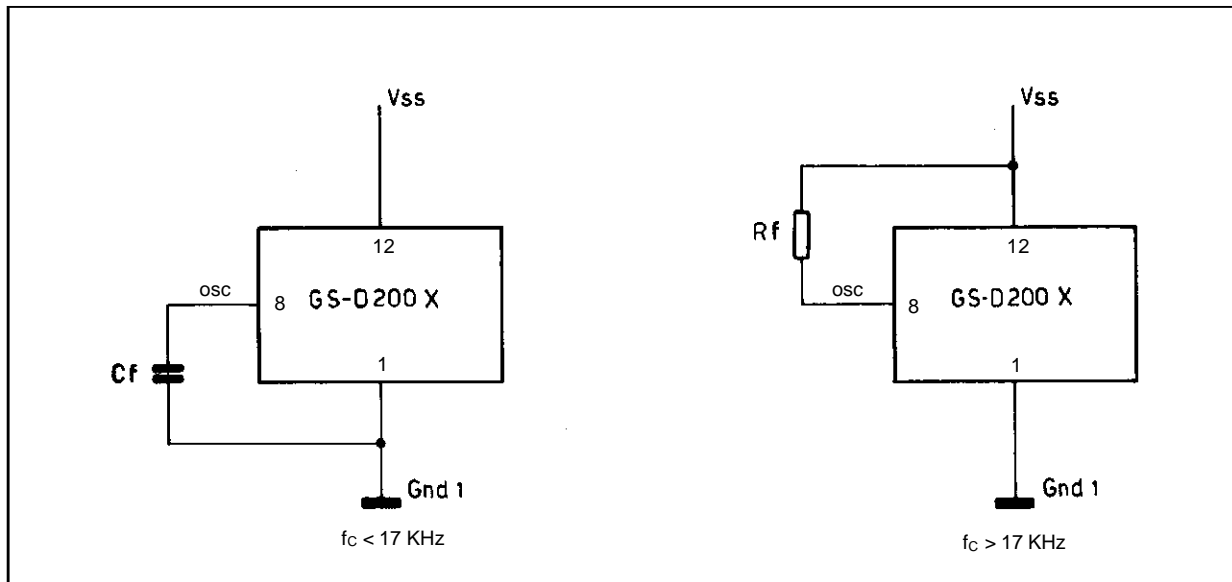 Vss
12
osc
8
GS-D200 X
1
Cf
Gnd 1
fC < 17 KHz
Vss
Rf
12
osc
8
GS-D200 X
1
Gnd 1
fC > 17 KHz